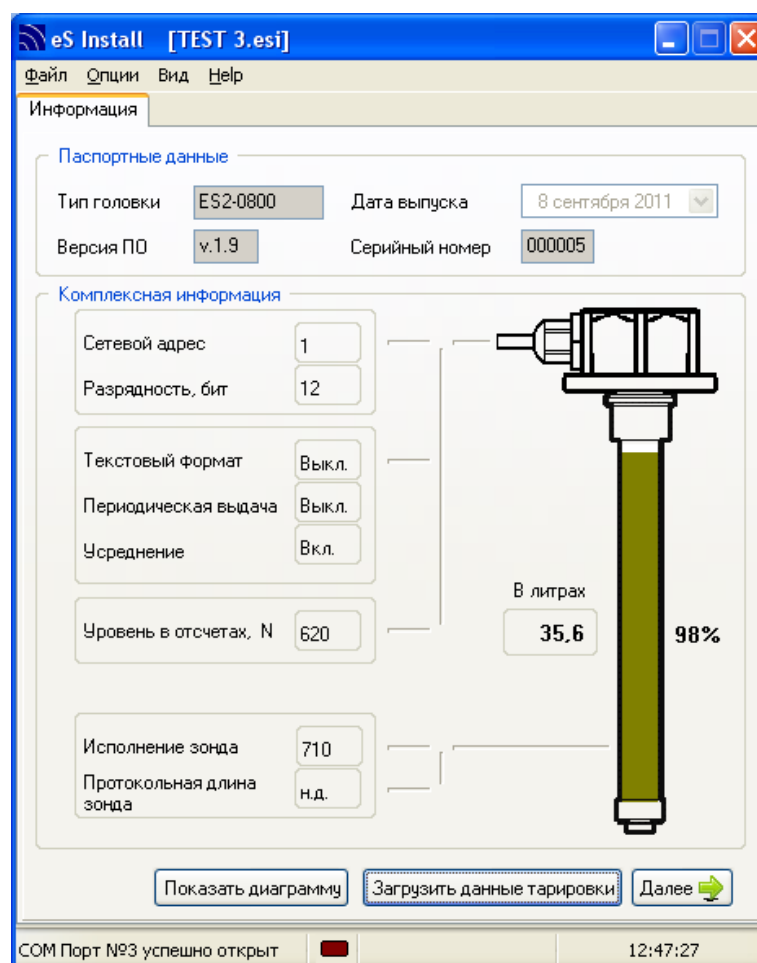 eS Install [TEST 3.esi]
Файл Опции Вид Help
Информация
Паспортные данные
Тип головки ES2-0800 Дата выпуска 8 сентября 2011
Версия ПО v.1.9 Серийный номер 000005
Комплексная информация
Сетевой адрес 1
Разрядность, бит 12
Текстовый формат Выкл.
Периодическая выдача Выкл.
Усреднение Вкл.
В литрах
Уровень в отсчетах, N 620 35,6 98%
Исполнение зонда 710
Протокольная длина
зонда н.д.
Показать диаграмму Загрузить данные тарировки Далее
COM Порт №3 успешно открыт 12:47:27